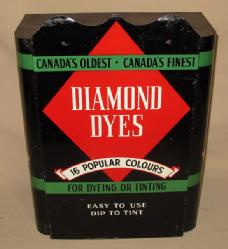 CANADA'S OLDEST · CANADA'S FINEST
DIAMOND
DYES
16 POPULAR COLOURS
FOR DYEING OR TINTING
EASY TO USE
DIP TO TINT